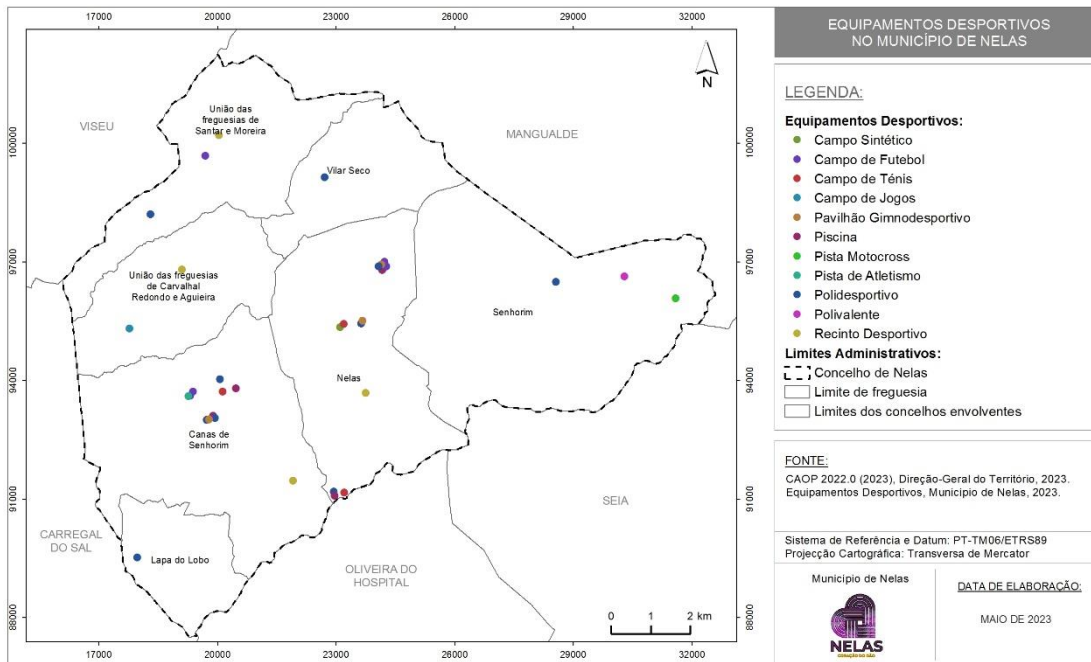 17000 20000 23000 26000 29000 32000
EQUIPAMENTOS DESPORTIVOS
NO MUNICÍPIO DE NELAS
N
VISEU
MANGUALDE
União das
freguesias de
Santar e Moreira
Vilar Seco
União das freguesias
de Carvalhal
Redondo e Aguieira
Senhorim
Nelas
Canas de
Senhorim
Lapa do Lobo
CARREGAL
DO SAL
OLIVEIRA DO
HOSPITAL
SEIA
0 1 2 km
100000
97000
94000
91000
88000
100000
97000
94000
91000
88000
17000 20000 23000 26000 29000 32000
LEGENDA:
Equipamentos Desportivos:
Campo Sintético
Campo de Futebol
Campo de Ténis
Campo de Jogos
Pavilhão Gimnodesportivo
Piscina
Pista Motocross
Pista de Atletismo
Polidesportivo
Polivalente
Recinto Desportivo
Limites Administrativos:
Concelho de Nelas
Limite de freguesia
Limites dos concelhos envolventes
FONTE:
CAOP 2022.0 (2023), Direção-Geral do Território, 2023.
Equipamentos Desportivos, Municipio de Nelas, 2023.
Sistema de Referência e Datum: PT-TM06/ETRS89
Projecção Cartográfica: Transversa de Mercator
Municipio de Nelas
NELAS
CORAÇÃO DO DÃO
DATA DE ELABORAÇÃO:
MAIO DE 2023